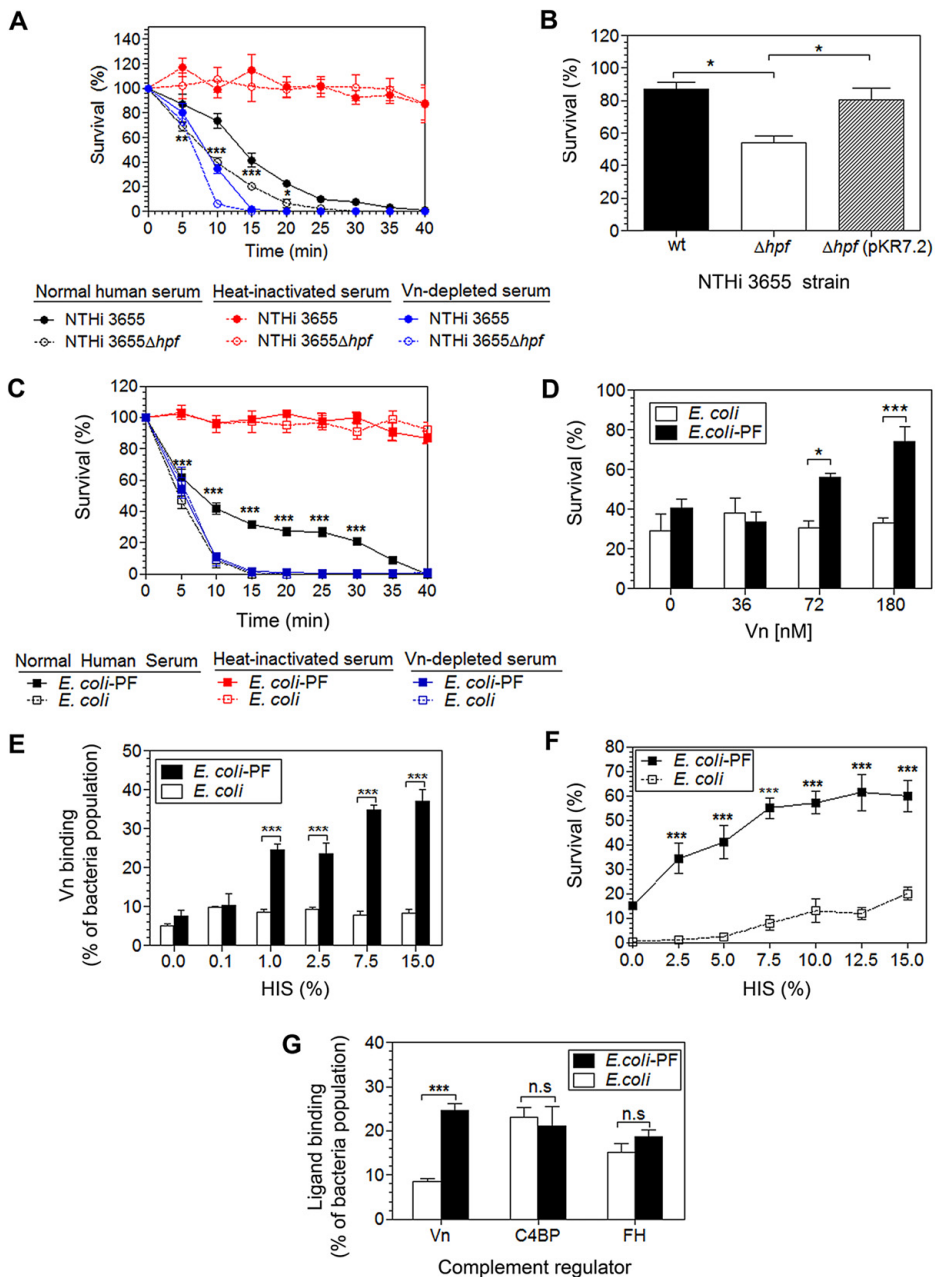 A
Survival (%)
120
100
80
60
40
20
0
** *** *** *
0 5 10 15 20 25 30 35 40
Time (min)
Normal human serum Heat-inactivated serum Vn-depleted serum
NTHi 3655 NTHi 3655 NTHi 3655
NTHi 3655Δhpf NTHi 3655Δhpf NTHi 3655Δhpf
B
Survival (%)
120
100
80
60
40
20
0
* *
wt Δhpf Δhpf (pKR7.2)
NTHi 3655 strain
C
Survival (%)
120
100
80
60
40
20
0
*** *** *** *** *** ***
0 5 10 15 20 25 30 35 40
Time (min)
Normal Human Serum Heat-inactivated serum Vn-depleted serum
E. coli-PF E. coli-PF E. coli-PF
E. coli E. coli E. coli
D
Survival (%)
100
80
60
40
20
0
E. coli
E.coli-PF
* ***
0 36 72 180
Vn [nM]
E
Vn binding
(% of bacteria population)
50
40
30
20
10
0
E. coli-PF
E. coli
*** *** *** ***
0.0 0.1 1.0 2.5 7.5 15.0
HIS (%)
F
Survival (%)
80
70
60
50
40
30
20
10
0
E. coli-PF
E. coli
*** *** *** *** *** ***
0.0 2.5 5.0 7.5 10.0 12.5 15.0
HIS (%)
G
Ligand binding
(% of bacteria population)
40
30
20
10
0
E.coli-PF
E.coli
*** n.s n.s
Vn C4BP FH
Complement regulator